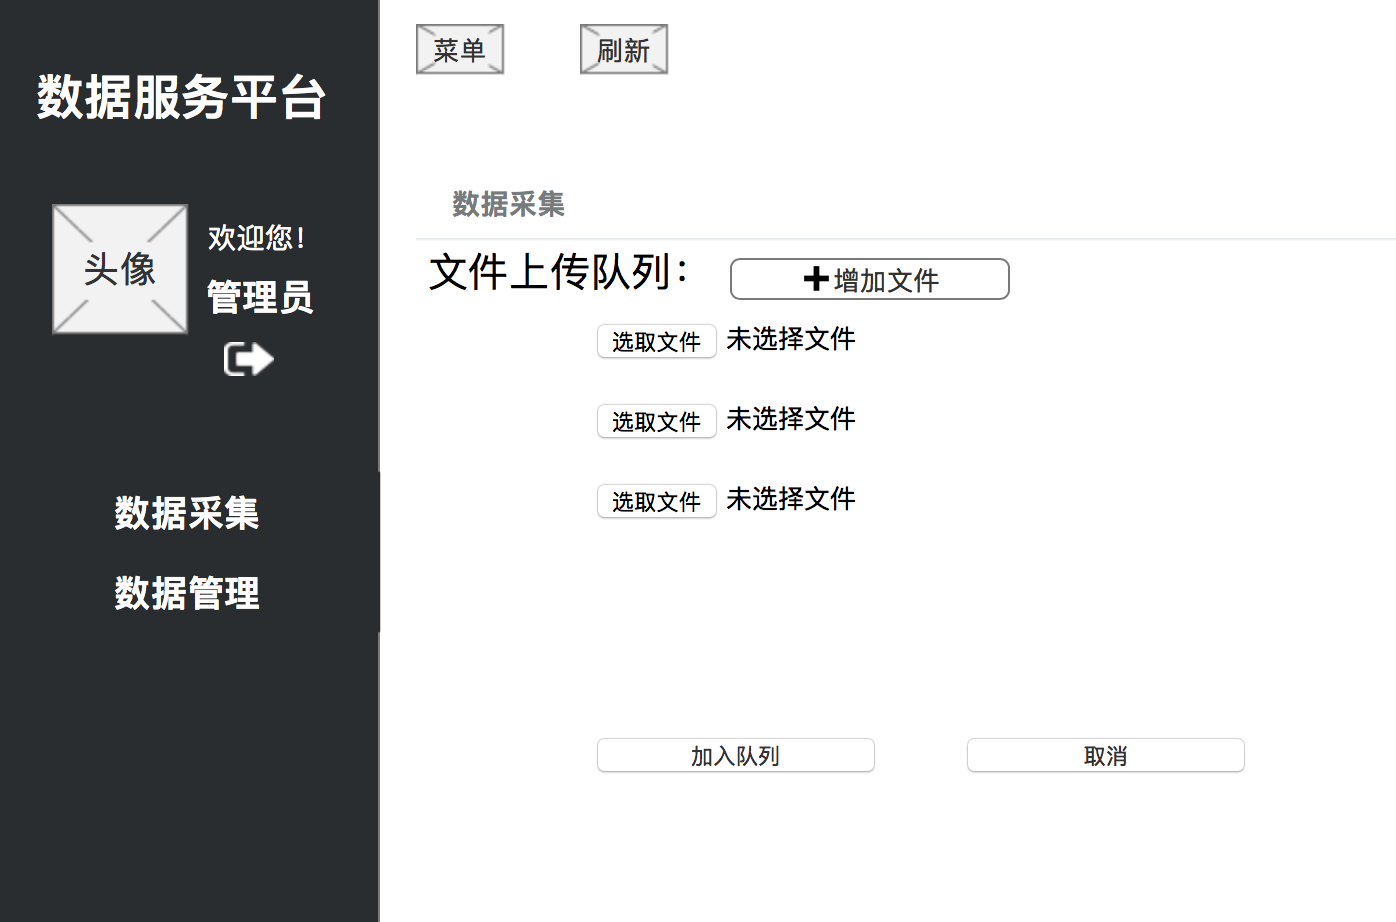 数据服务平台
头像
欢迎您！
管理员
数据采集
数据管理
菜单
刷新
数据采集
文件上传队列：
增加文件
选取文件 未选择文件
选取文件 未选择文件
选取文件 未选择文件
加入队列
取消